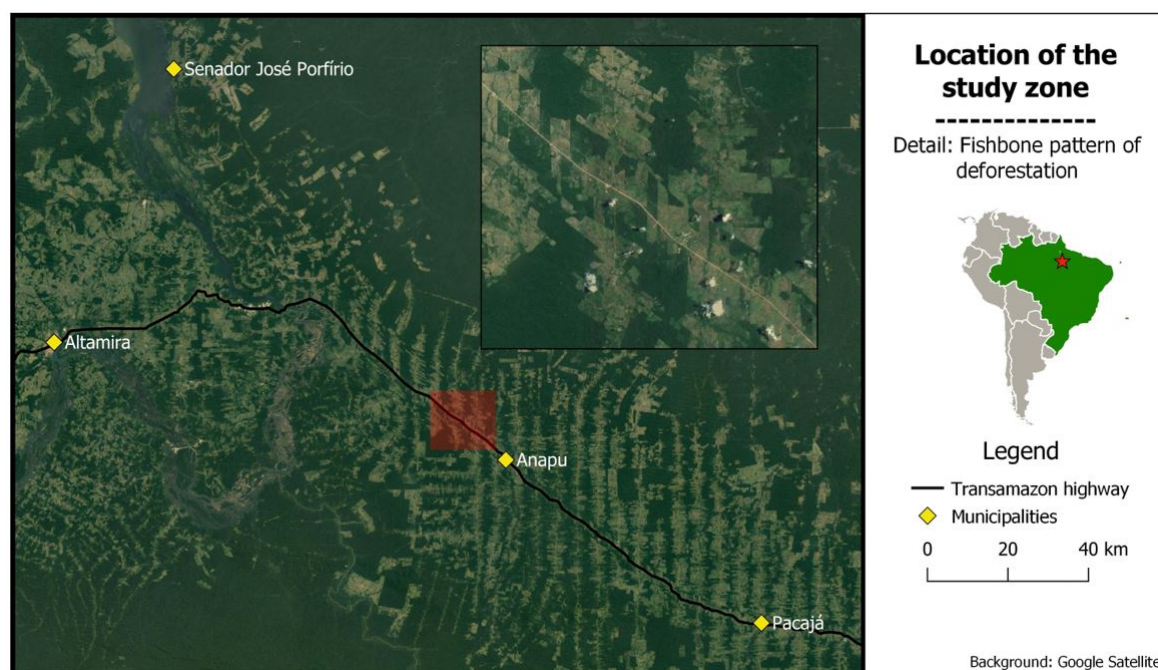 Senador José Porfírio
Altamira
Anapu
Pacajá
Location of the
study zone
--------------
Detail: Fishbone pattern of
deforestation
Legend
Transamazon highway
Municipalities
0 20 40 km
Background: Google Satellite